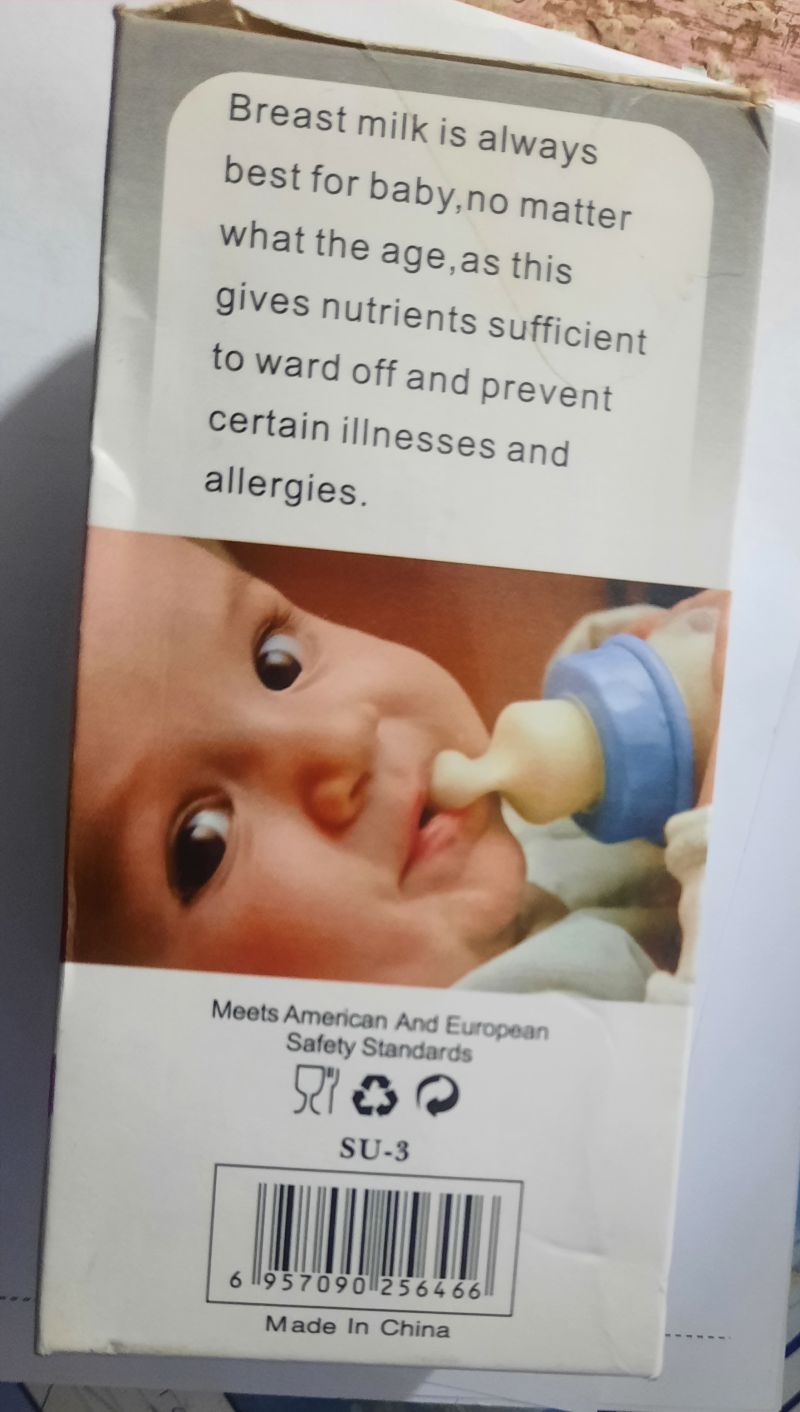 Breast milk is always
best for baby,no matter
what the age,as this
gives nutrients sufficient
to ward off and prevent
certain illnesses and
allergies.
Meets American And European
Safety Standards
SU-3
6 957090 256466
Made In China